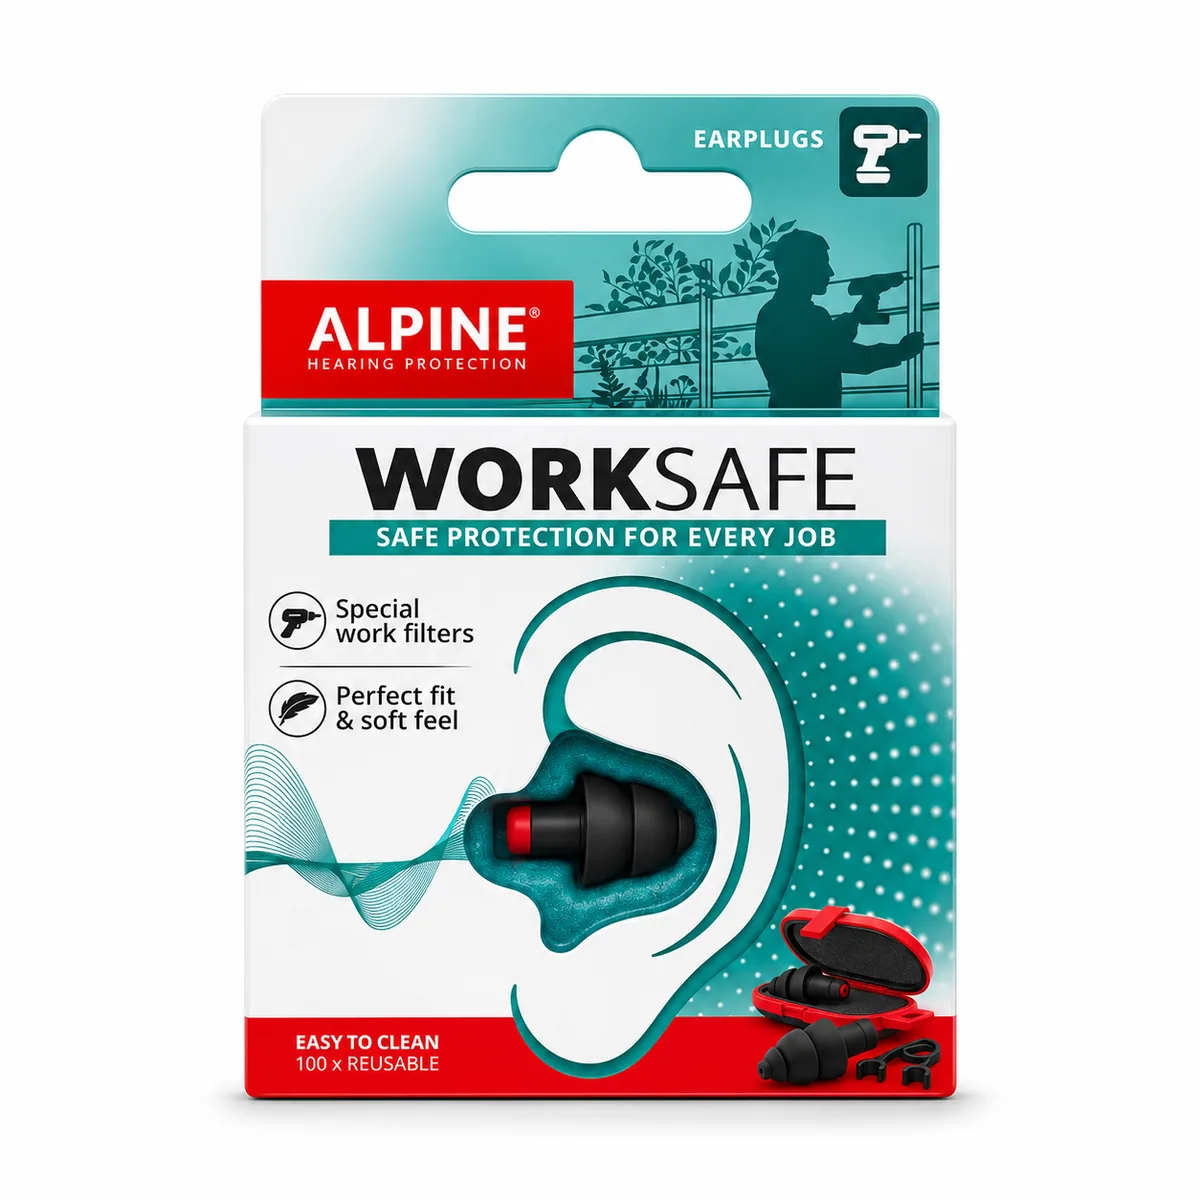 EARPLUGS
ALPINE®
HEARING PROTECTION
WORKSAFE
SAFE PROTECTION FOR EVERY JOB
Special
work filters
Perfect fit
& soft feel
EASY TO CLEAN
100 x REUSABLE